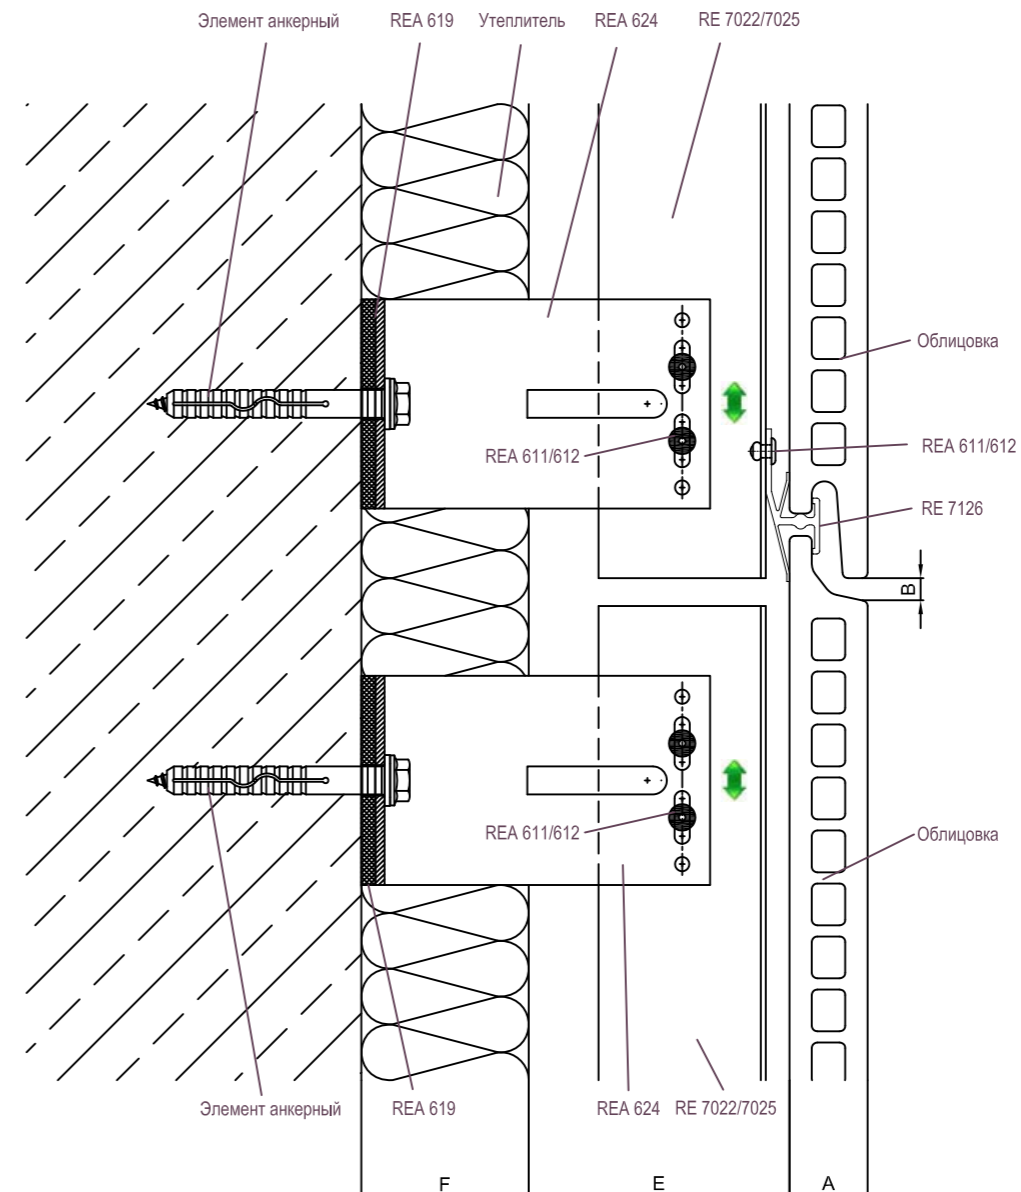 Элемент анкерный
REA 619
Утеплитель
REA 624
RE 7022/7025
Облицовка
REA 611/612
REA 611/612
RE 7126
B
REA 611/612
Облицовка
Элемент анкерный
REA 619
REA 624
RE 7022/7025
F
E
A